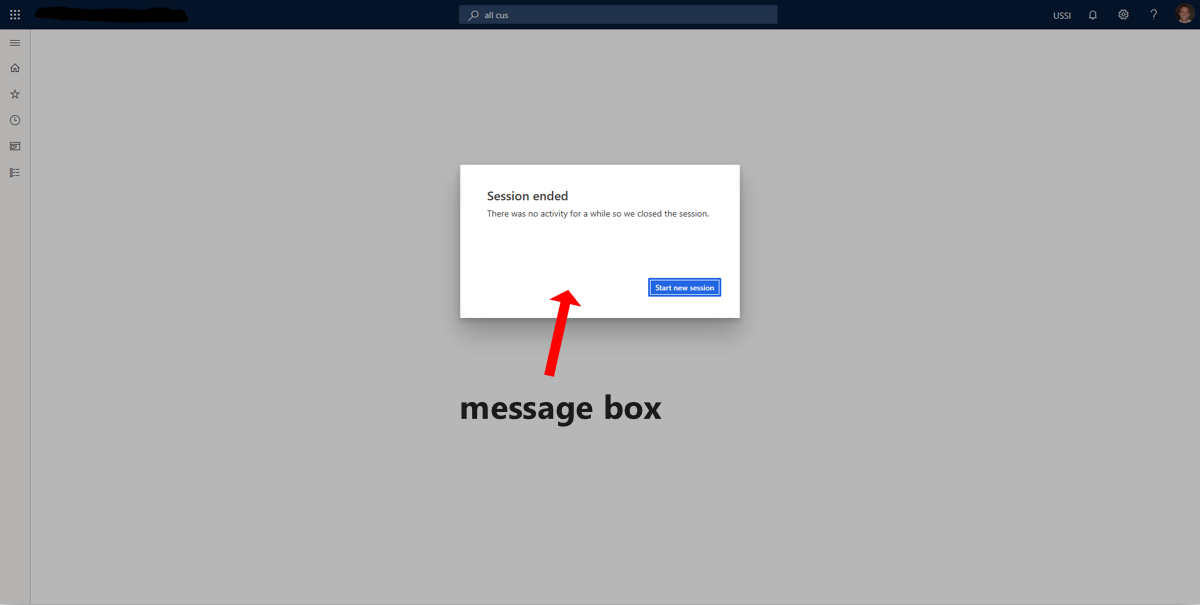 all cus
USSI
Session ended
There was no activity for a while so we closed the session.
Start new session
message box